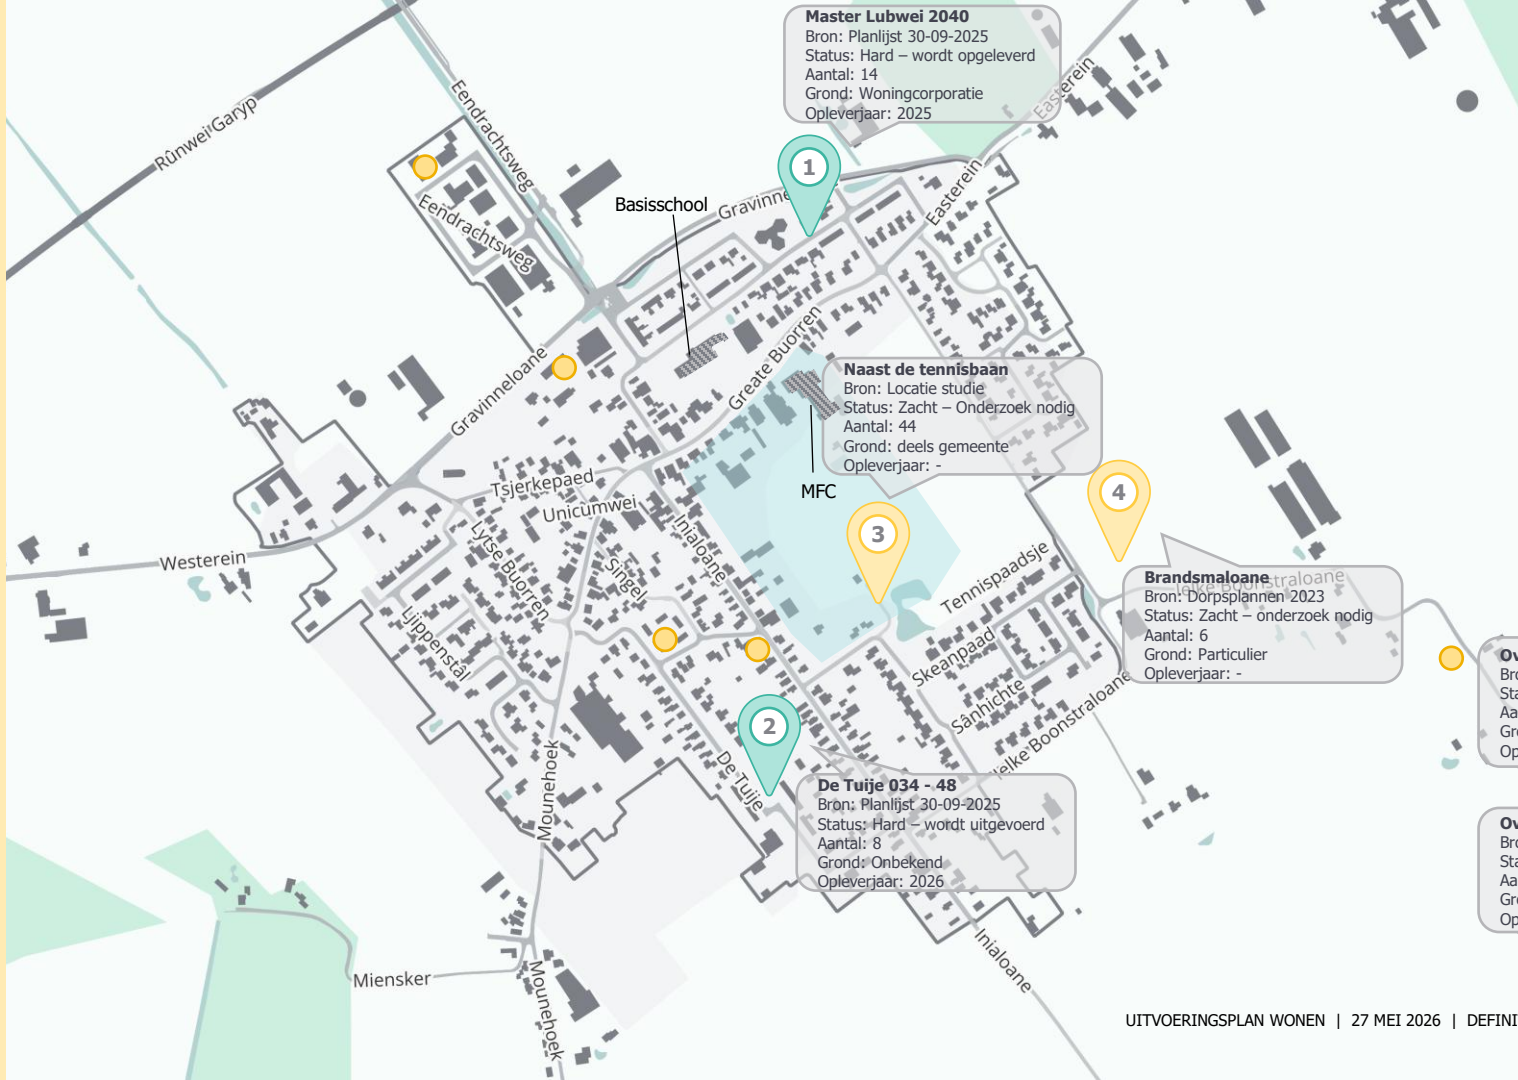 Master Lubwei 2040
Bron: Planlijst 30-09-2025
Status: Hard – wordt opgeleverd
Aantal: 14
Grond: Woningcorporatie
Opleverjaar: 2025
Rûnwei Garyp
Eendrachtsweg
Easterein
1
Basisschool
Easterein
Eendrachtsweg
Greate Buorren
Gravinneloane
Naast de tennisbaan
Bron: Locatie studie
Status: Zacht – Onderzoek nodig
Aantal: 44
Grond: deels gemeente
Opleverjaar: -
MFC
Tsjerkepaed
Unicumwei
4
3
Inialoane
Westerein
Lytse Buorren
Singel
Tennispaadsje
Brandsmaloane
Bron: Dorpsplannen 2023
Status: Zacht – onderzoek nodig
Aantal: 6
Grond: Particulier
Opleverjaar: -
Ljippenstâl
Skeanpaad
Sânhichte
2
Mounehoek
De Tuije
De Tuije 034 - 48
Bron: Planlijst 30-09-2025
Status: Hard – wordt uitgevoerd
Aantal: 8
Grond: Onbekend
Opleverjaar: 2026
Inialoane
Miensker
Mounehoek
UITVOERINGSPLAN WONEN | 27 MEI 2026 |